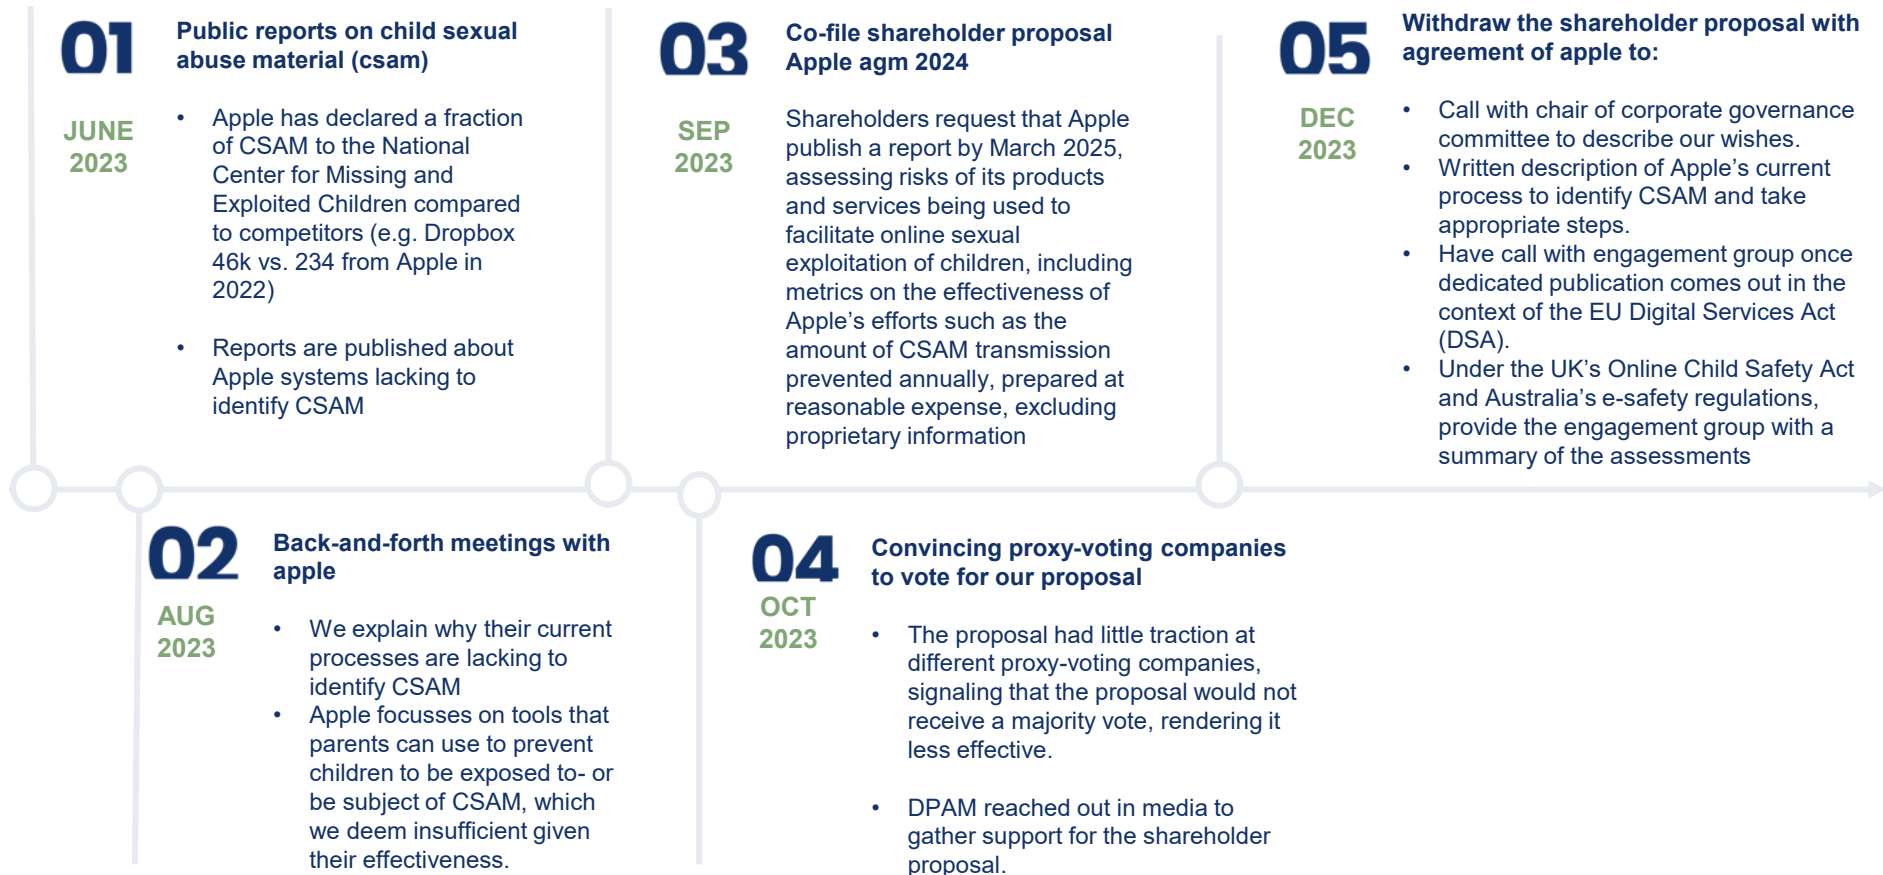 01
JUNE
2023
Public reports on child sexual
abuse material (csam)
• Apple has declared a fraction
of CSAM to the National
Center for Missing and
Exploited Children compared
to competitors (e.g. Dropbox
46k vs. 234 from Apple in
2022)
• Reports are published about
Apple systems lacking to
identify CSAM
02
AUG
2023
Back-and-forth meetings with
apple
• We explain why their current
processes are lacking to
identify CSAM
• Apple focusses on tools that
parents can use to prevent
children to be exposed to- or
be subject of CSAM, which
we deem insufficient given
their effectiveness.
03
SEP
2023
Co-file shareholder proposal
Apple agm 2024
Shareholders request that Apple
publish a report by March 2025,
assessing risks of its products
and services being used to
facilitate online sexual
exploitation of children, including
metrics on the effectiveness of
Apple's efforts such as the
amount of CSAM transmission
prevented annually, prepared at
reasonable expense, excluding
proprietary information
04
OCT
2023
Convincing proxy-voting companies
to vote for our proposal
• The proposal had little traction at
different proxy-voting companies,
signaling that the proposal would not
receive a majority vote, rendering it
less effective.
• DPAM reached out in media to
gather support for the shareholder
proposal.
05
DEC
2023
Withdraw the shareholder proposal with
agreement of apple to:
• Call with chair of corporate governance
committee to describe our wishes.
• Written description of Apple's current
process to identify CSAM and take
appropriate steps.
• Have call with engagement group once
dedicated publication comes out in the
context of the EU Digital Services Act
(DSA).
• Under the UK's Online Child Safety Act
and Australia's e-safety regulations,
provide the engagement group with a
summary of the assessments